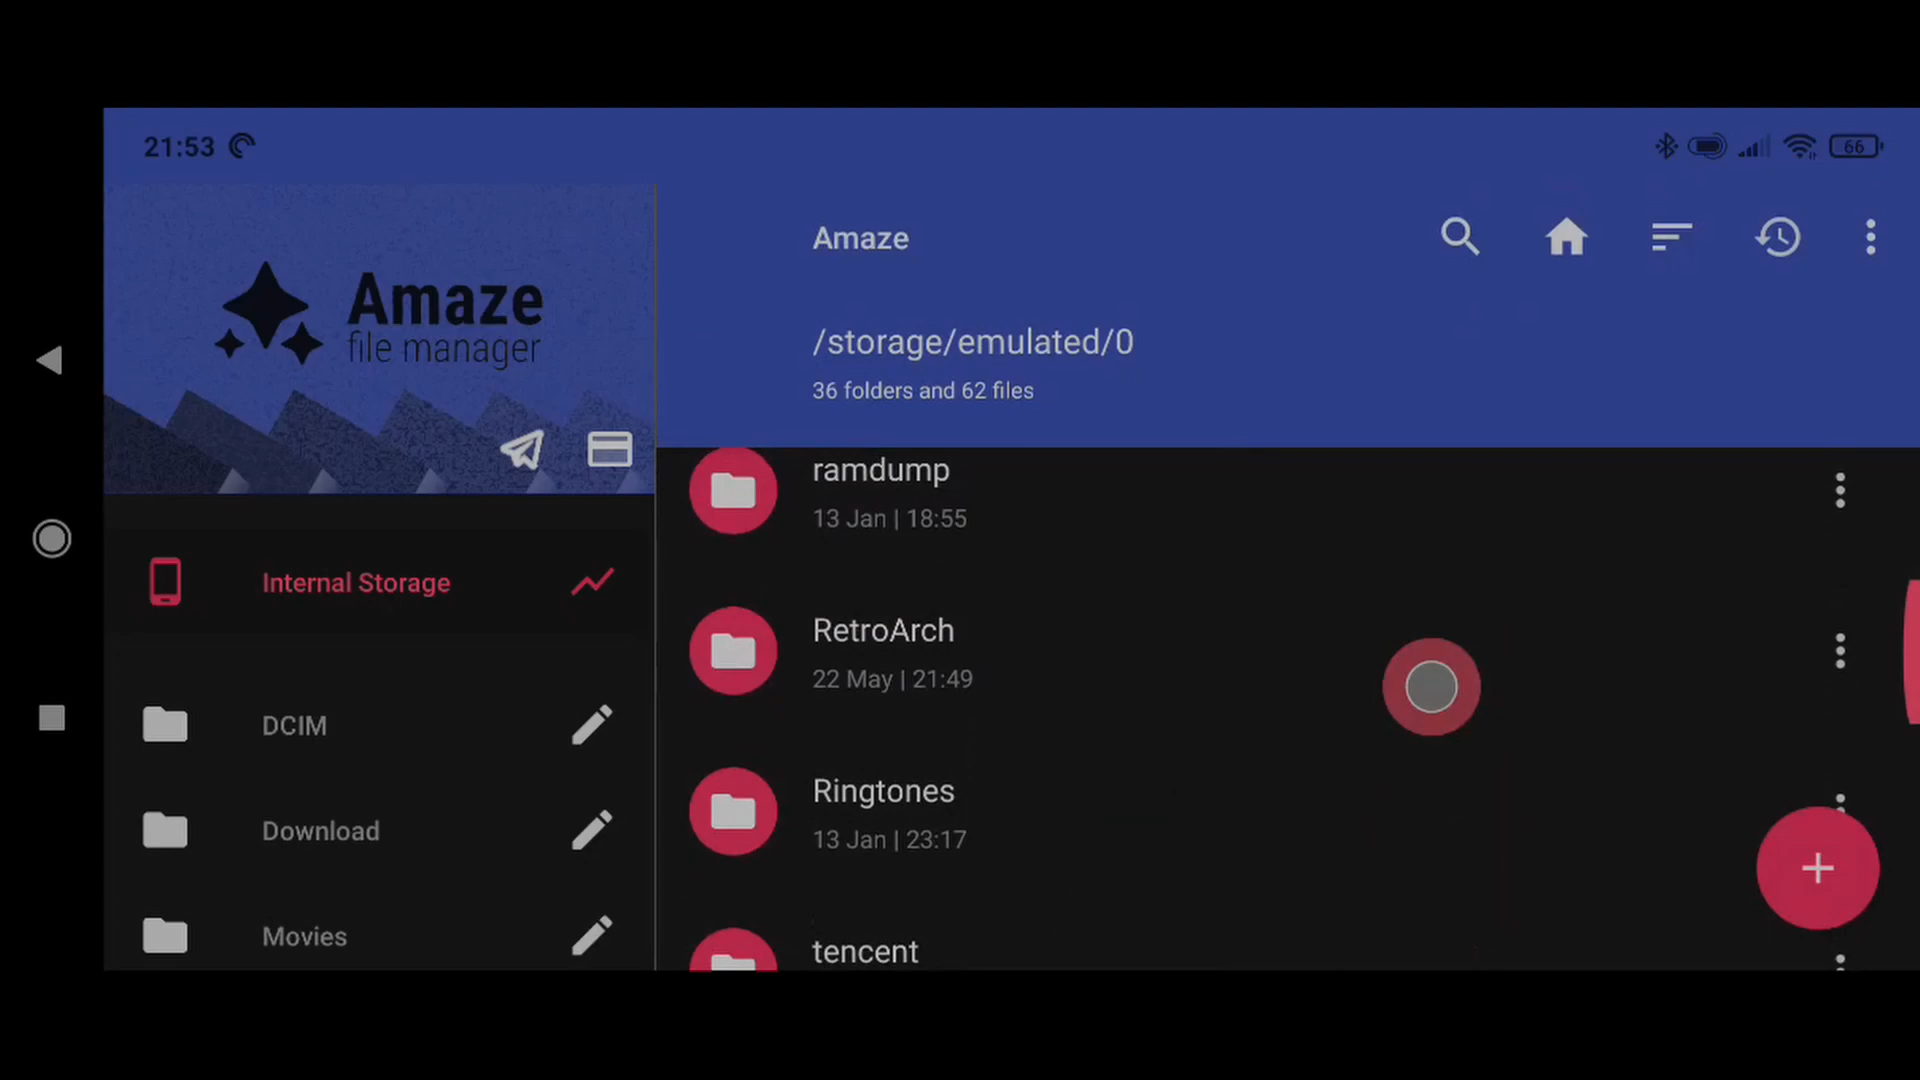 21:53
66
Amaze
file manager
Amaze
/storage/emulated/0
36 folders and 62 files
Internal Storage
DCIM
Download
Movies
ramdump
13 Jan | 18:55
RetroArch
22 May | 21:49
Ringtones
13 Jan | 23:17
tencent